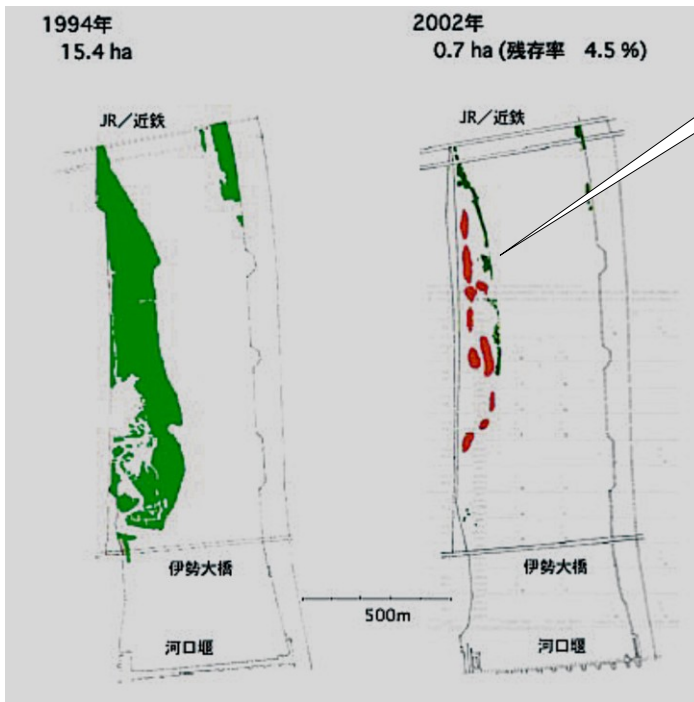 1994年
15.4 ha
JR／近鉄
伊勢大橋
河口堰
2002年
0.7 ha (残存率　4.5 %)
JR／近鉄
伊勢大橋
河口堰
500m